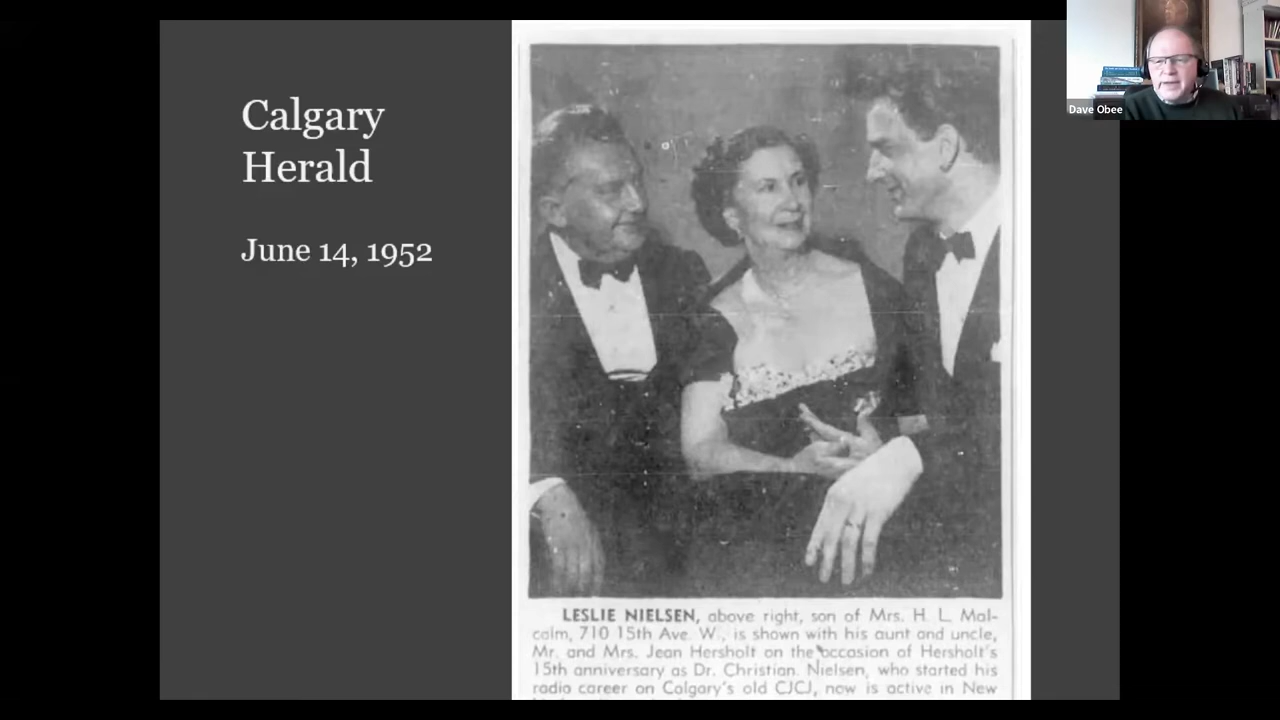 Calgary
Herald
June 14, 1952
Dave Obee
LESLIE NIELSEN, above right, son of Mrs. H. L. Mal-
colm, 710 15th Ave. W., is shown with his aunt and uncle,
Mr. and Mrs. Jean Hersholt on the occasion of Hersholt's
15th anniversary as Dr. Christian. Nielsen, who started his
radio career on Calgary's old CJCJ, now is active in New